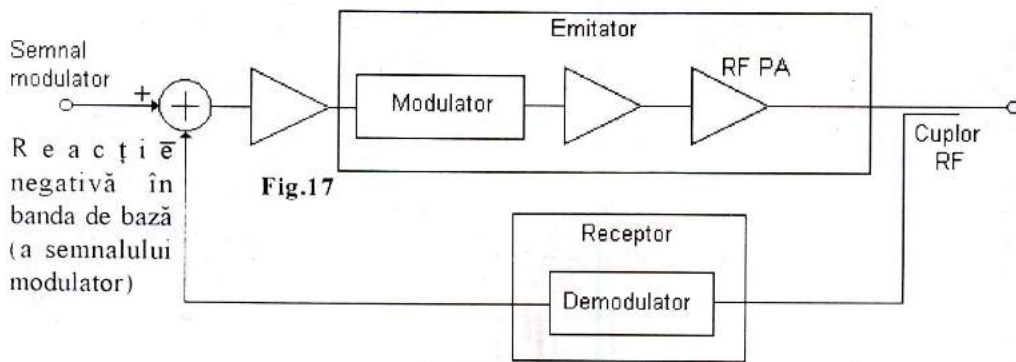 Emitator
Semnal
modulator
+
+
Modulator
RF PA
Cuplor
RF
Reacți e
negativă în
banda de bază
(a semnalului
modulator)
-
Fig.17
Receptor
Demodulator